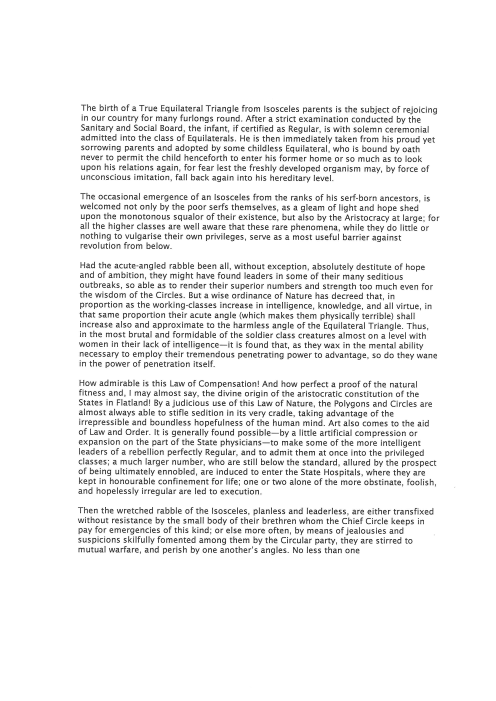 The birth of a True Equilateral Triangle from Isosceles parents is the subject of rejoicing
in our country for many furlongs round. After a strict examination conducted by the
Sanitary and Social Board, the infant, if certified as Regular, is with solemn ceremonial
admitted into the class of Equilaterals. He is then immediately taken from his proud yet
sorrowing parents and adopted by some childless Equilateral, who is bound by oath
never to permit the child henceforth to enter his former home or so much as to look
upon his relations again, for fear lest the freshly developed organism may, by force of
unconscious imitation, fall back again into his hereditary level.
The occasional emergence of an Isosceles from the ranks of his serf-born ancestors, is
welcomed not only by the poor serfs themselves, as a gleam of light and hope shed
upon the monotonous squalor of their existence, but also by the Aristocracy at large; for
all the higher classes are well aware that these rare phenomena, while they do little or
nothing to vulgarise their own privileges, serve as a most useful barrier against
revolution from below.
Had the acute-angled rabble been all, without exception, absolutely destitute of hope
and of ambition, they might have found leaders in some of their many seditious
outbreaks, so able as to render their superior numbers and strength too much even for
the wisdom of the Circles. But a wise ordinance of Nature has decreed that, in
proportion as the working-classes increase in intelligence, knowledge, and all virtue, in
that same proportion their acute angle (which makes them physically terrible) shall
increase also and approximate to the harmless angle of the Equilateral Triangle. Thus,
in the most brutal and formidable of the soldier class creatures almost on a level with
women in their lack of intelligence—it is found that, as they wax in the mental ability
necessary to employ their tremendous penetrating power to advantage, so do they wane
in the power of penetration itself.
How admirable is this Law of Compensation! And how perfect a proof of the natural
fitness and, I may almost say, the divine origin of the aristocratic constitution of the
States in Flatland! By a judicious use of this Law of Nature, the Polygons and Circles are
almost always able to stifle sedition in its very cradle, taking advantage of the
irrepressible and boundless hopefulness of the human mind. Art also comes to the aid
of Law and Order. It is generally found possible—by a little artificial compression or
expansion on the part of the State physicians—to make some of the more intelligent
leaders of a rebellion perfectly Regular, and to admit them at once into the privileged
classes; a much larger number, who are still below the standard, allured by the prospect
of being ultimately ennobled, are induced to enter the State Hospitals, where they are
kept in honourable confinement for life; one or two alone of the more obstinate, foolish,
and hopelessly irregular are led to execution.
Then the wretched rabble of the Isosceles, planless and leaderless, are either transfixed
without resistance by the small body of their brethren whom the Chief Circle keeps in
pay for emergencies of this kind; or else more often, by means of jealousies and
suspicions skilfully fomented among them by the Circular party, they are stirred to
mutual warfare, and perish by one another's angles. No less than one